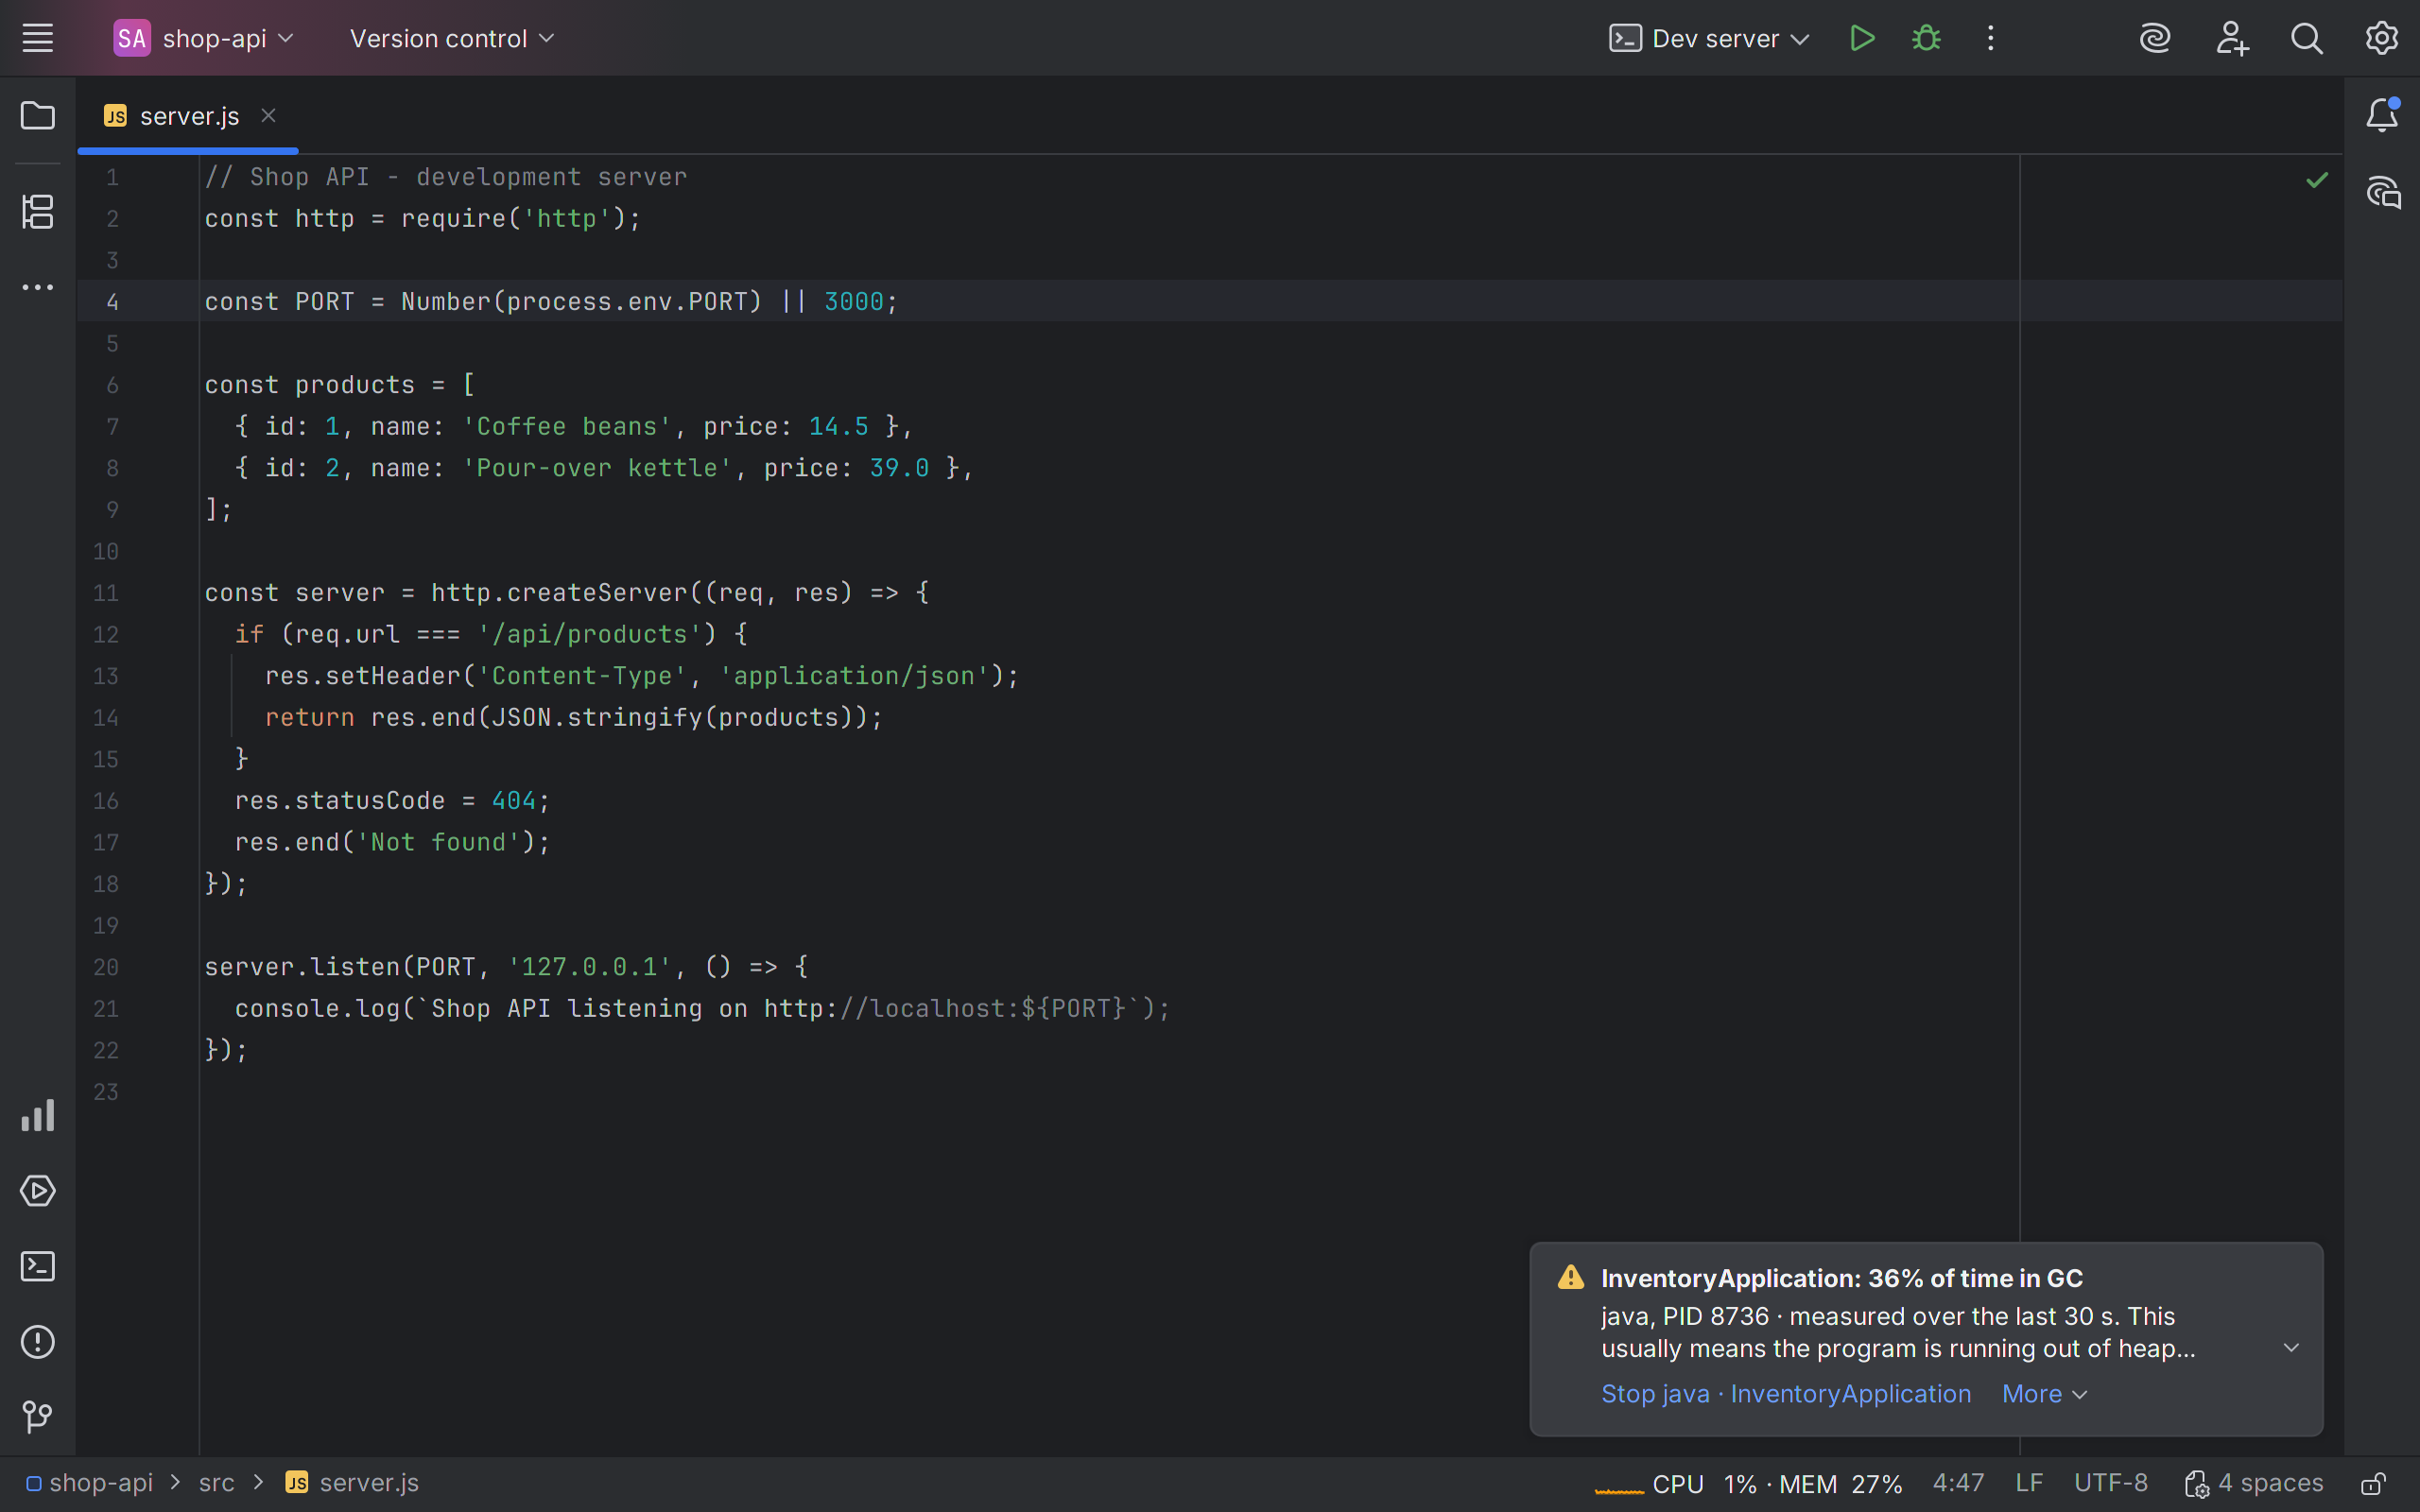 SA shop-api Version control Dev server
JS server.js
1 // Shop API - development server
2 const http = require('http');
3
4 const PORT = Number(process.env.PORT) || 3000;
5
6 const products = [
7 { id: 1, name: 'Coffee beans', price: 14.5 },
8 { id: 2, name: 'Pour-over kettle', price: 39.0 },
9 ];
10
11 const server = http.createServer((req, res) => {
12 if (req.url === '/api/products') {
13 res.setHeader('Content-Type', 'application/json');
14 return res.end(JSON.stringify(products));
15 }
16 res.statusCode = 404;
17 res.end('Not found');
18 });
19
20 server.listen(PORT, '127.0.0.1', () => {
21 console.log(`Shop API listening on http://localhost:${PORT}`);
22 });
23
InventoryApplication: 36% of time in GC
java, PID 8736 · measured over the last 30 s. This
usually means the program is running out of heap...
Stop java · InventoryApplication More
shop-api > src > JS server.js CPU 1% · MEM 27% 4:47 LF UTF-8 4 spaces